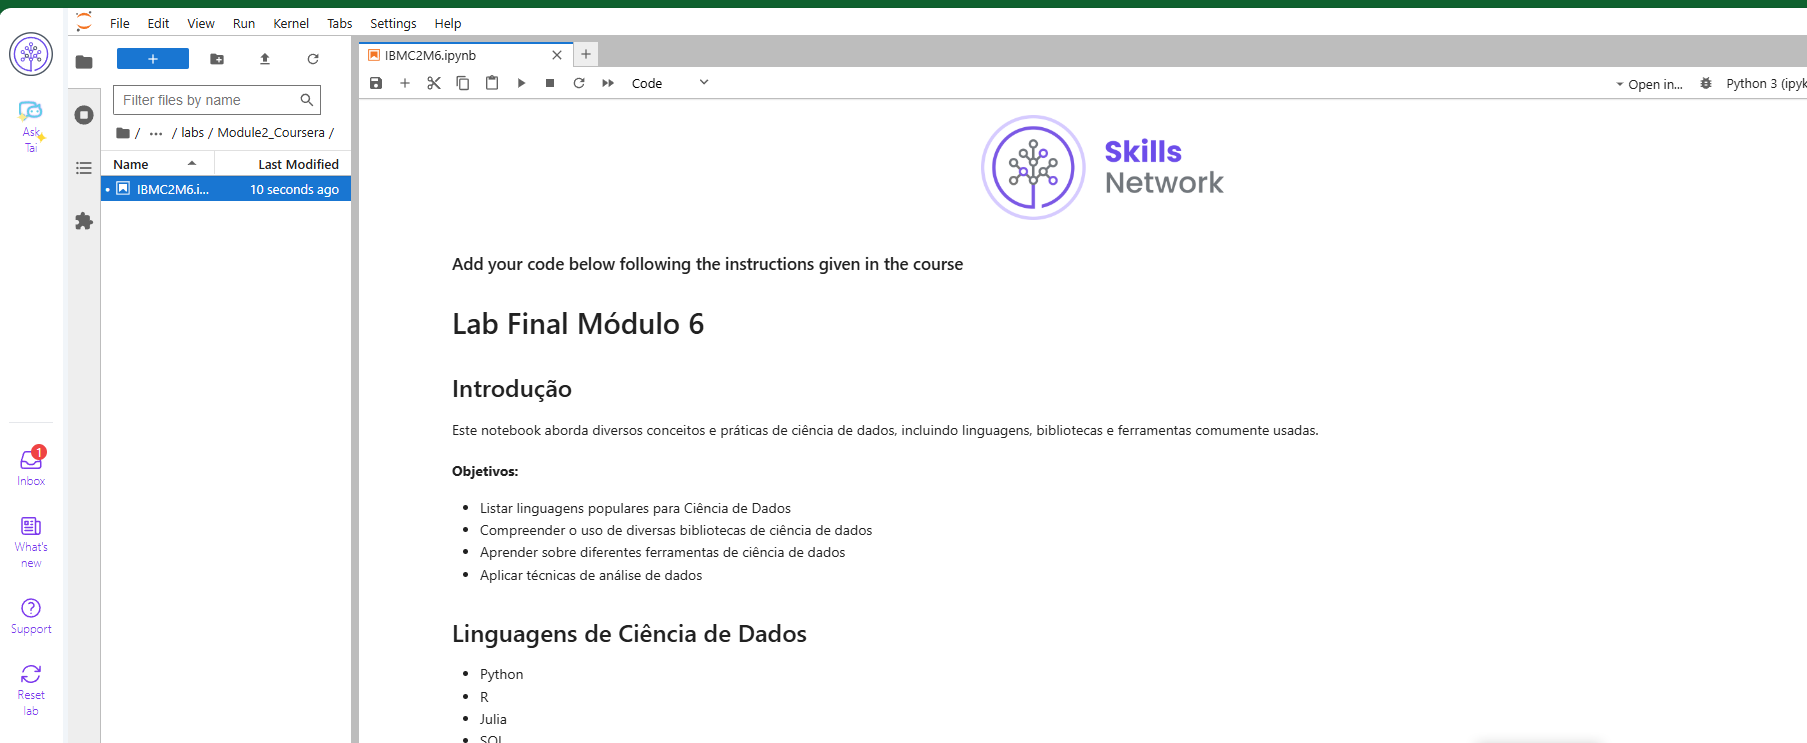 File Edit View Run Kernel Tabs Settings Help
Ask
Tai
Inbox
1
What's
new
Support
Reset
lab
+
Filter files by name
/ ... / labs / Module2_Coursera /
Name Last Modified
IBMC2M6.i... 10 seconds ago
IBMC2M6.ipynb
Code
Open in...
Python 3 (ipyk
Skills
Network
Add your code below following the instructions given in the course
Lab Final Módulo 6
Introdução
Este notebook aborda diversos conceitos e práticas de ciência de dados, incluindo linguagens, bibliotecas e ferramentas comumente usadas.
Objetivos:
• Listar linguagens populares para Ciência de Dados
• Compreender o uso de diversas bibliotecas de ciência de dados
• Aprender sobre diferentes ferramentas de ciência de dados
• Aplicar técnicas de análise de dados
Linguagens de Ciência de Dados
• Python
• R
• Julia
• SQL